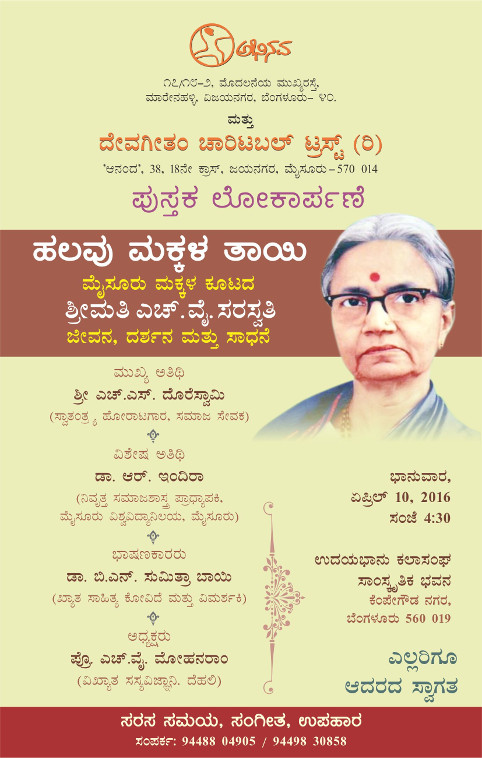 ಅಭಿನವ
೧೭/೧೮-೨, ಮೊದಲನೆಯ ಮುಖ್ಯರಸ್ತೆ,
ಮಾರೇನಹಳ್ಳಿ, ವಿಜಯನಗರ, ಬೆಂಗಳೂರು- ೪೦.
ಮತ್ತು
ದೇವಗೀತಂ ಚಾರಿಟಬಲ್ ಟ್ರಸ್ಟ್ (ರಿ)
'ಆನಂದ', 38, 18ನೇ ಕ್ರಾಸ್, ಜಯನಗರ, ಮೈಸೂರು-570 014
ಪುಸ್ತಕ ಲೋಕಾರ್ಪಣೆ
ಹಲವು ಮಕ್ಕಳ ತಾಯಿ
ಮೈಸೂರು ಮಕ್ಕಳ ಕೂಟದ
ಶ್ರೀಮತಿ ಎಚ್.ವೈ. ಸರಸ್ವತಿ
ಜೀವನ, ದರ್ಶನ ಮತ್ತು ಸಾಧನೆ
ಮುಖ್ಯ ಅತಿಥಿ
ಶ್ರೀ ಎಚ್.ಎಸ್. ದೊರೆಸ್ವಾಮಿ
(ಸ್ವಾತಂತ್ರ್ಯ ಹೋರಾಟಗಾರ, ಸಮಾಜ ಸೇವಕ)
ವಿಶೇಷ ಅತಿಥಿ
ಡಾ. ಆರ್. ಇಂದಿರಾ
(ನಿವೃತ್ತ ಸಮಾಜಶಾಸ್ತ್ರ ಪ್ರಾಧ್ಯಾಪಕಿ,
ಮೈಸೂರು ವಿಶ್ವವಿದ್ಯಾನಿಲಯ, ಮೈಸೂರು)
ಭಾಷಣಕಾರರು
ಡಾ. ಬಿ.ಎನ್. ಸುಮಿತ್ರಾ ಬಾಯಿ
(ಖ್ಯಾತ ಸಾಹಿತ್ಯ ಕೋವಿದೆ ಮತ್ತು ವಿಮರ್ಶಕಿ)
ಅಧ್ಯಕ್ಷರು
ಪ್ರೊ. ಎಚ್.ವೈ. ಮೋಹನರಾಂ
(ವಿಖ್ಯಾತ ಸಸ್ಯವಿಜ್ಞಾನಿ. ದೆಹಲಿ)
ಭಾನುವಾರ,
ಏಪ್ರಿಲ್ 10, 2016
ಸಂಜೆ 4:30
ಉದಯಭಾನು ಕಲಾಸಂಘ
ಸಾಂಸ್ಕೃತಿಕ ಭವನ
ಕೆಂಪೇಗೌಡ ನಗರ,
ಬೆಂಗಳೂರು 560 019
ಎಲ್ಲರಿಗೂ
ಆದರದ ಸ್ವಾಗತ
ಸರಸ ಸಮಯ, ಸಂಗೀತ, ಉಪಹಾರ
ಸಂಪರ್ಕ: 94488 04905 / 94498 30858